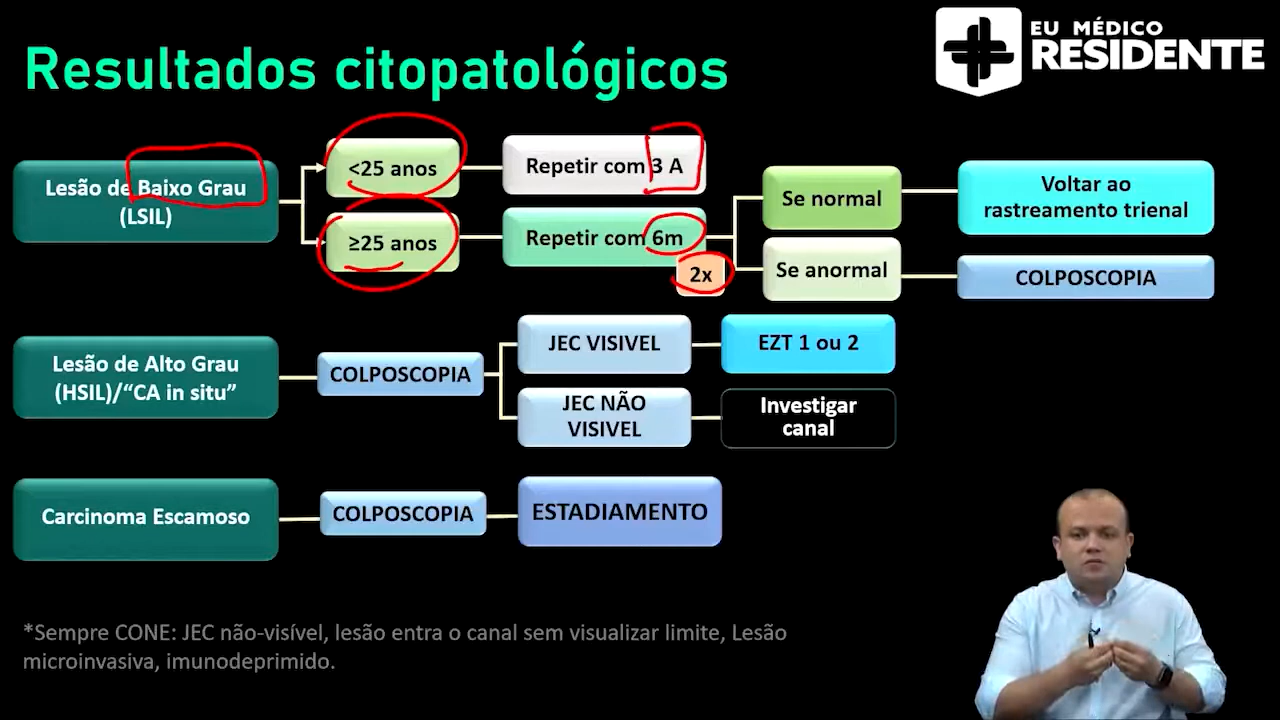 Resultados citopatológicos
EU MÉDICO
RESIDENTE
Lesão de Baixo Grau
(LSIL)
<25 anos
Repetir com 3 A
≥25 anos
Repetir com 6m
2x
Se normal
Voltar ao
rastreamento trienal
Se anormal
COLPOSCOPIA
Lesão de Alto Grau
(HSIL)/“CA in situ”
COLPOSCOPIA
JEC VISIVEL
EZT 1 ou 2
JEC NÃO
VISIVEL
Investigar
canal
Carcinoma Escamoso
COLPOSCOPIA
ESTADIAMENTO
*Sempre CONE: JEC não-visível, lesão entra o canal sem visualizar limite, Lesão
microinvasiva, imunodeprimido.